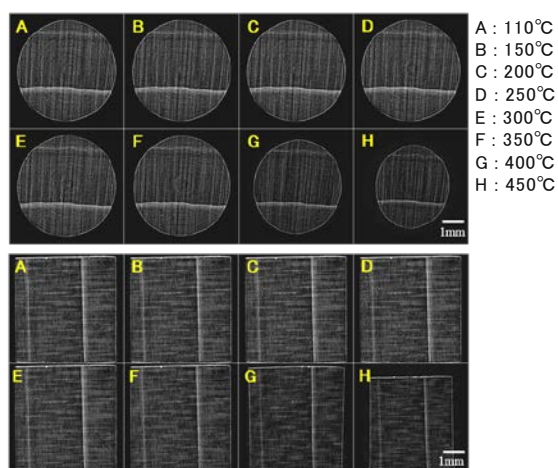 A B C D
E F G H
1mm
A : 110℃
B : 150℃
C : 200℃
D : 250℃
E : 300℃
F : 350℃
G : 400℃
H : 450℃
A B C D
E F G H
1mm